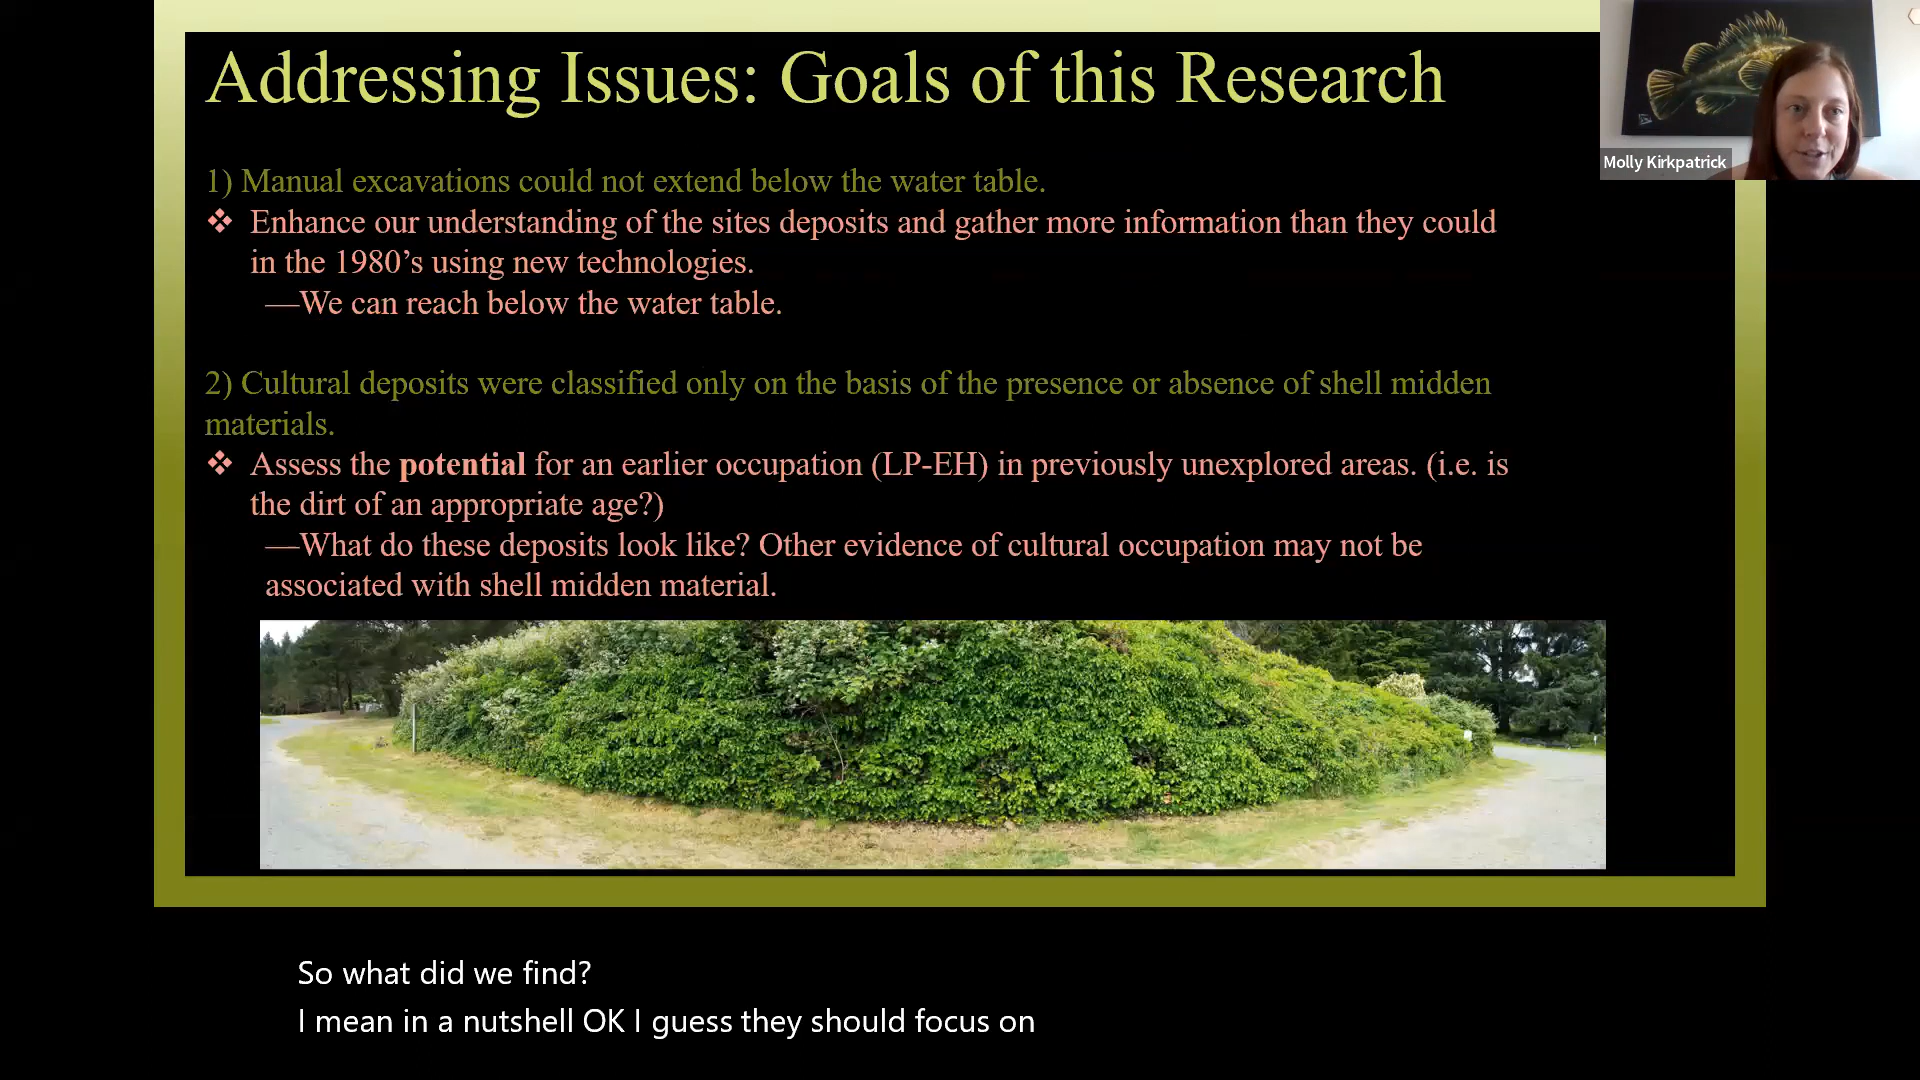 Addressing Issues: Goals of this Research
Molly Kirkpatrick
1) Manual excavations could not extend below the water table.
❖ Enhance our understanding of the sites deposits and gather more information than they could
in the 1980’s using new technologies.
—We can reach below the water table.
2) Cultural deposits were classified only on the basis of the presence or absence of shell midden
materials.
❖ Assess the potential for an earlier occupation (LP-EH) in previously unexplored areas. (i.e. is
the dirt of an appropriate age?)
—What do these deposits look like? Other evidence of cultural occupation may not be
associated with shell midden material.
So what did we find?
I mean in a nutshell OK I guess they should focus on